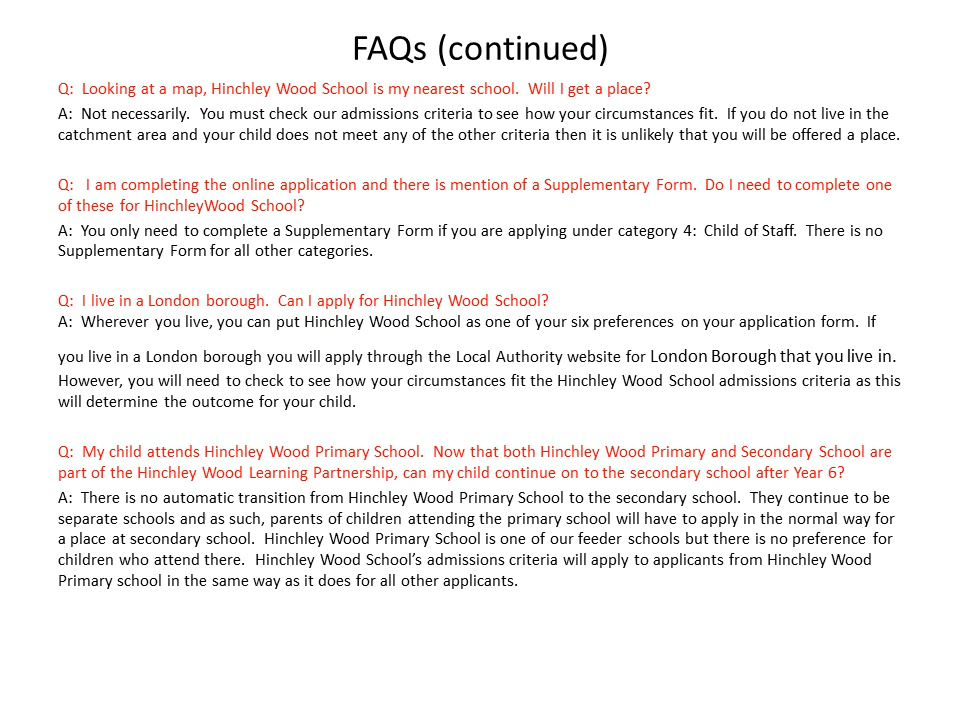 FAQs (continued)
Q: Looking at a map, Hinchley Wood School is my nearest school. Will I get a place?
A: Not necessarily. You must check our admissions criteria to see how your circumstances fit. If you do not live in the
catchment area and your child does not meet any of the other criteria then it is unlikely that you will be offered a place.
Q: I am completing the online application and there is mention of a Supplementary Form. Do I need to complete one
of these for HinchleyWood School?
A: You only need to complete a Supplementary Form if you are applying under category 4: Child of Staff. There is no
Supplementary Form for all other categories.
Q: I live in a London borough. Can I apply for Hinchley Wood School?
A: Wherever you live, you can put Hinchley Wood School as one of your six preferences on your application form. If
you live in a London borough you will apply through the Local Authority website for London Borough that you live in.
However, you will need to check to see how your circumstances fit the Hinchley Wood School admissions criteria as this
will determine the outcome for your child.
Q: My child attends Hinchley Wood Primary School. Now that both Hinchley Wood Primary and Secondary School are
part of the Hinchley Wood Learning Partnership, can my child continue on to the secondary school after Year 6?
A: There is no automatic transition from Hinchley Wood Primary School to the secondary school. They continue to be
separate schools and as such, parents of children attending the primary school will have to apply in the normal way for
a place at secondary school. Hinchley Wood Primary School is one of our feeder schools but there is no preference for
children who attend there. Hinchley Wood School’s admissions criteria will apply to applicants from Hinchley Wood
Primary school in the same way as it does for all other applicants.